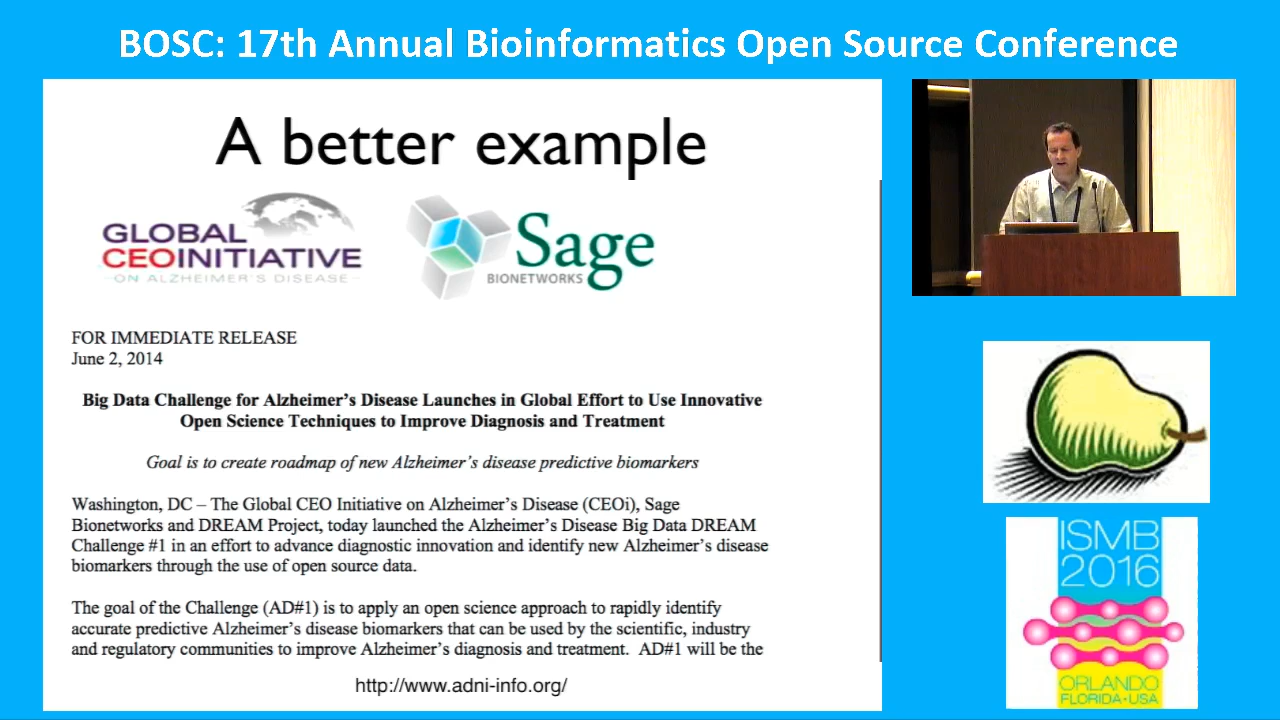 BOSC: 17th Annual Bioinformatics Open Source Conference
A better example
GLOBAL
CEOINITIATIVE
ON ALZHEIMER'S DISEASE
Sage
BIONETWORKS
FOR IMMEDIATE RELEASE
June 2, 2014
Big Data Challenge for Alzheimer's Disease Launches in Global Effort to Use Innovative
Open Science Techniques to Improve Diagnosis and Treatment
Goal is to create roadmap of new Alzheimer's disease predictive biomarkers
Washington, DC – The Global CEO Initiative on Alzheimer's Disease (CEOi), Sage
Bionetworks and DREAM Project, today launched the Alzheimer's Disease Big Data DREAM
Challenge #1 in an effort to advance diagnostic innovation and identify new Alzheimer's disease
biomarkers through the use of open source data.
The goal of the Challenge (AD#1) is to apply an open science approach to rapidly identify
accurate predictive Alzheimer's disease biomarkers that can be used by the scientific, industry
and regulatory communities to improve Alzheimer's diagnosis and treatment.  AD#1 will be the
http://www.adni-info.org/
ISMB
2016
ORLANDO
FLORIDA•USA